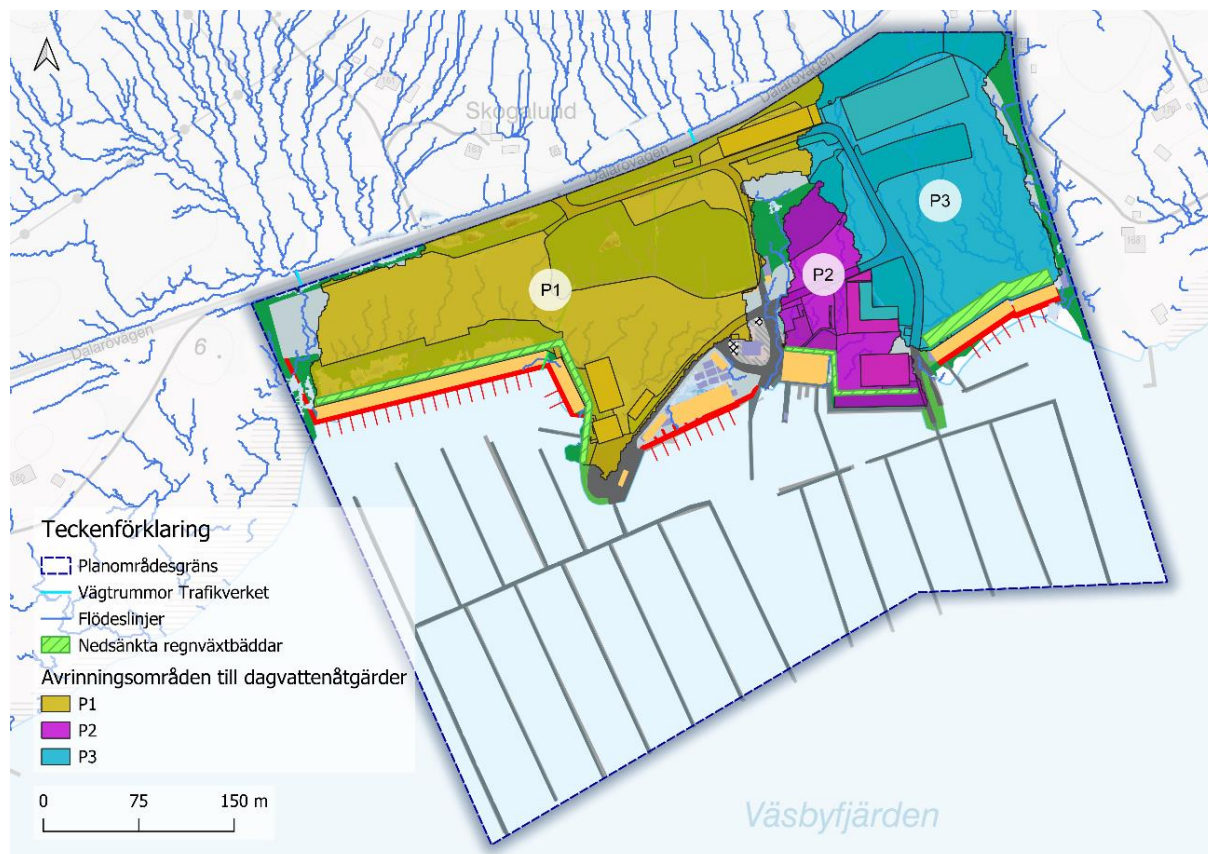 Skogalund
Dalarövägen
Dalarövägen
Dalarövägen
P3
P2
P1
6 .
Teckenförklaring
Planområdesgräns
Vägtrummor Trafikverket
Flödeslinjer
Nedsänkta regnväxtbäddar
Avrinningsområden till dagvattenåtgärder
P1
P2
P3
0 75 150 m
Väsbyfjärden